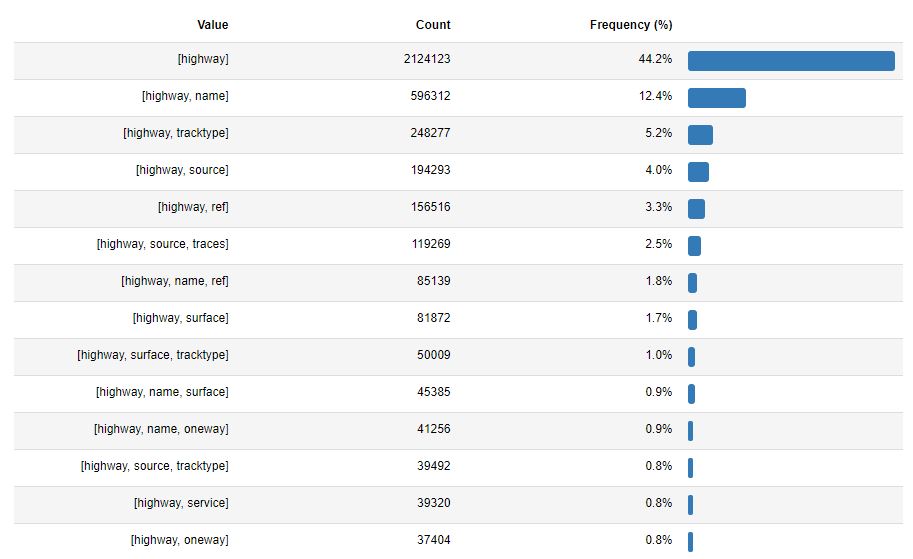 Value Count Frequency (%)
[highway] 2124123 44.2%
[highway, name] 596312 12.4%
[highway, tracktype] 248277 5.2%
[highway, source] 194293 4.0%
[highway, ref] 156516 3.3%
[highway, source, traces] 119269 2.5%
[highway, name, ref] 85139 1.8%
[highway, surface] 81872 1.7%
[highway, surface, tracktype] 50009 1.0%
[highway, name, surface] 45385 0.9%
[highway, name, oneway] 41256 0.9%
[highway, source, tracktype] 39492 0.8%
[highway, service] 39320 0.8%
[highway, oneway] 37404 0.8%